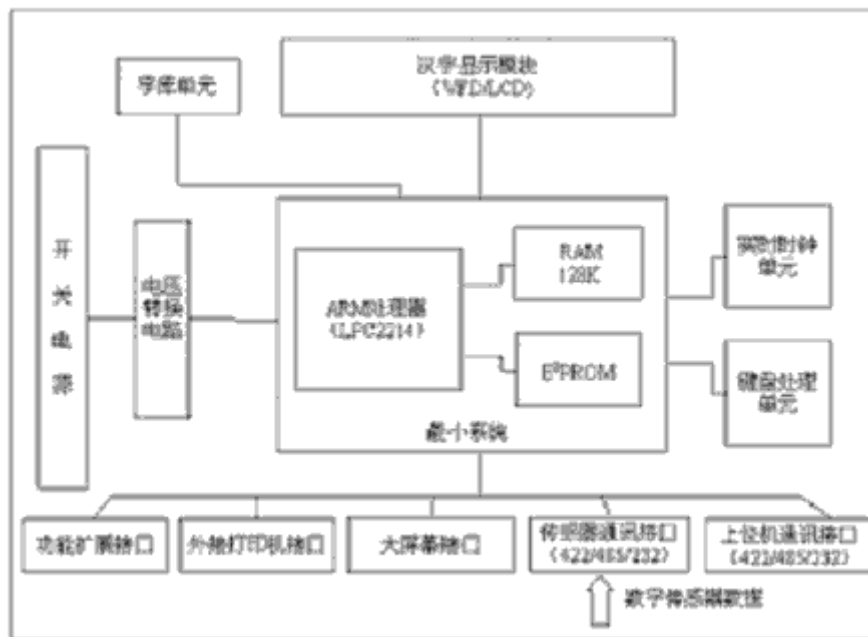 汉字显示模块
(VFD/LCD)
字库单元
开关电源
电压
转换
电路
ARM处理器
(LPC2214)
RAM
128K
E²PROM
最小系统
实时时钟
单元
键盘处理
单元
功能扩展接口
外接打印机接口
大屏幕接口
传感器通讯接口
(422/485/232)
上位机通讯接口
(422/485/232)
数字传感器数据